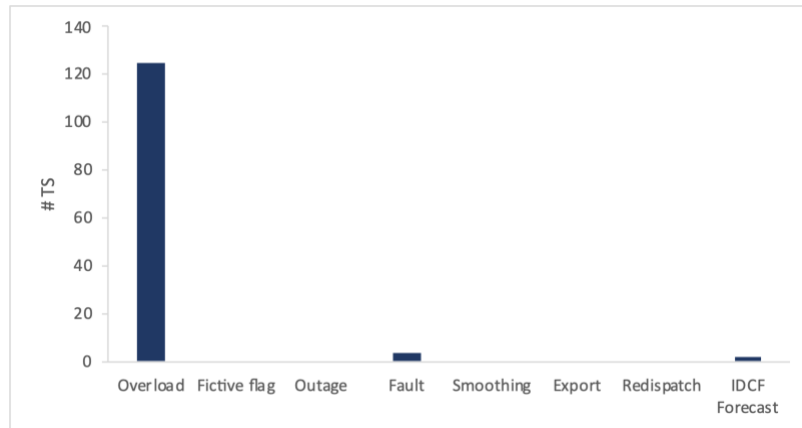 140
120
100
80
60
40
20
0
# TS
Overload Fictive flag Outage Fault Smoothing Export Redispatch IDCF
Forecast